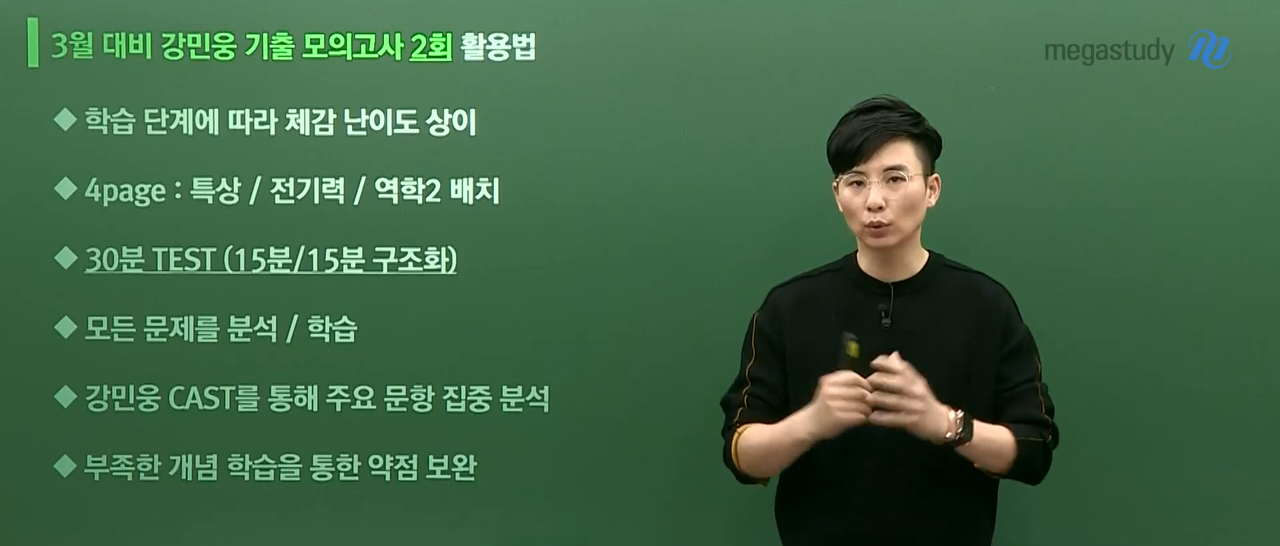 3월 대비 강민웅 기출 모의고사 2회 활용법
megastudy
◆ 학습 단계에 따라 체감 난이도 상이
◆ 4page : 특상 / 전기력 / 역학2 배치
◆ 30분 TEST (15분/15분 구조화)
◆ 모든 문제를 분석 / 학습
◆ 강민웅 CAST를 통해 주요 문항 집중 분석
◆ 부족한 개념 학습을 통한 약점 보완